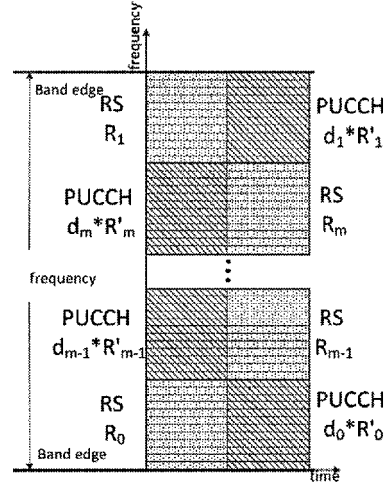 frequency
Band edge
RS
R₁
PUCCH
d₁*R'₁
PUCCH
dₘ*R'ₘ
RS
Rₘ
frequency
PUCCH
dₘ₋₁*R'ₘ₋₁
RS
Rₘ₋₁
RS
R₀
PUCCH
d₀*R'₀
Band edge
time